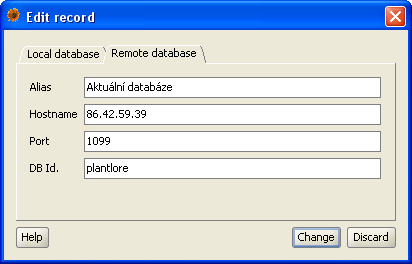 Edit record
Local database Remote database
Alias Aktuální databáze
Hostname 86.42.59.39
Port 1099
DB Id. plantlore
Help Change Discard